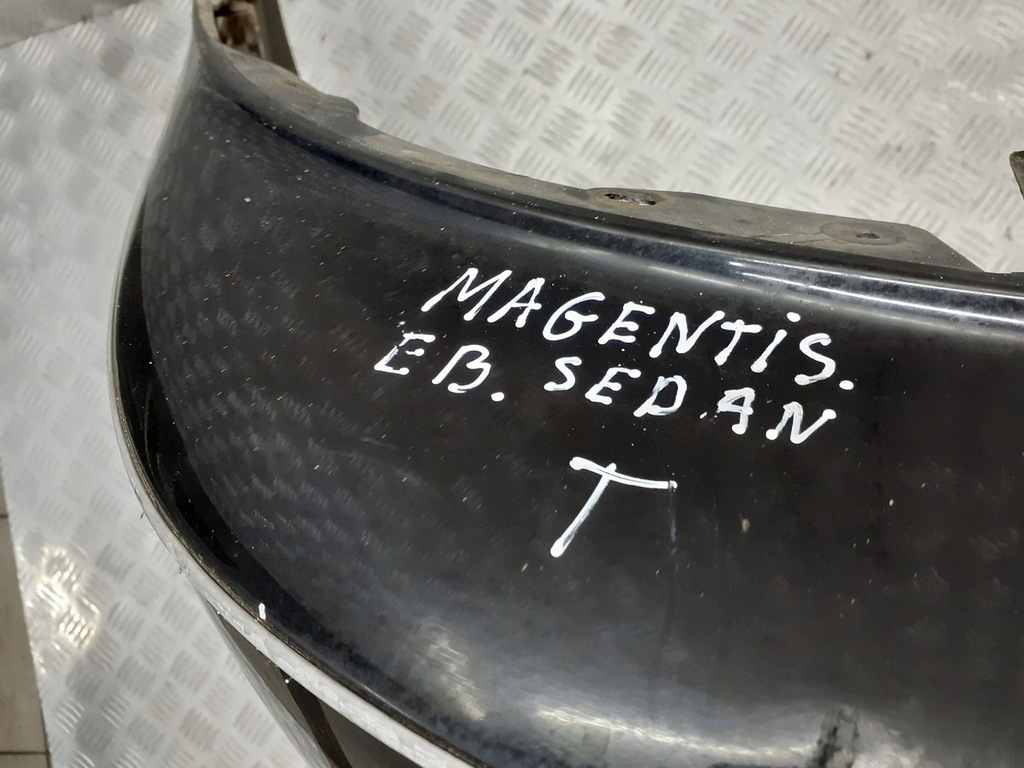 MAGENTiS.
EB. SEDAN
T